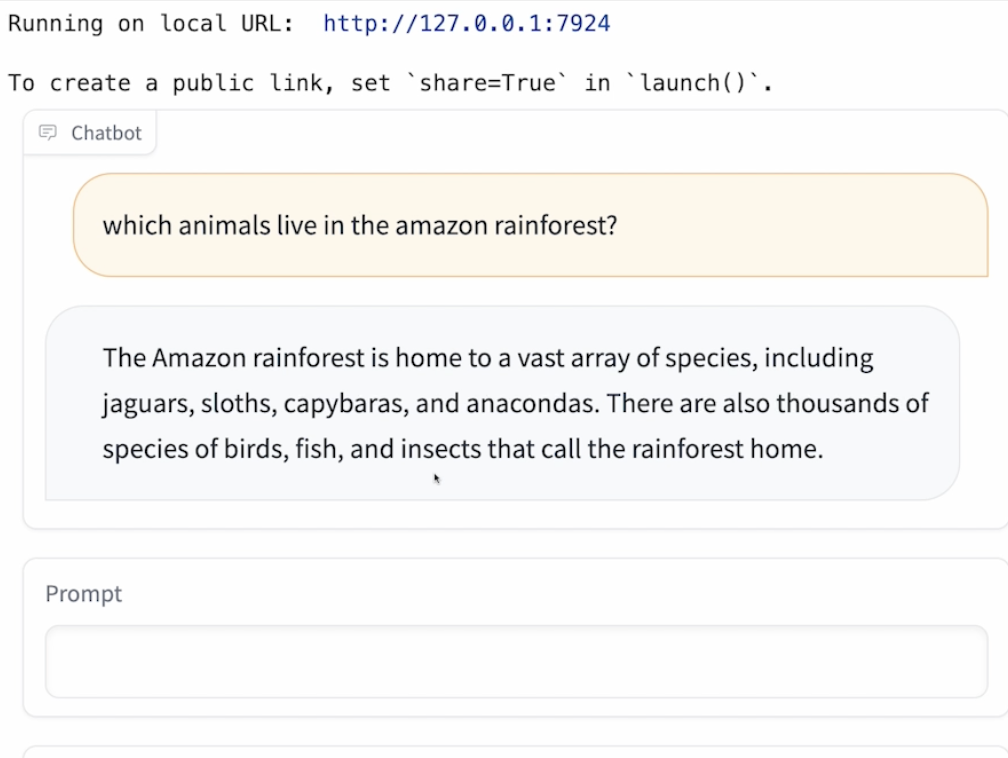 Running on local URL:  http://127.0.0.1:7924
To create a public link, set `share=True` in `launch()`.
Chatbot
which animals live in the amazon rainforest?
The Amazon rainforest is home to a vast array of species, including
jaguars, sloths, capybaras, and anacondas. There are also thousands of
species of birds, fish, and insects that call the rainforest home.
Prompt